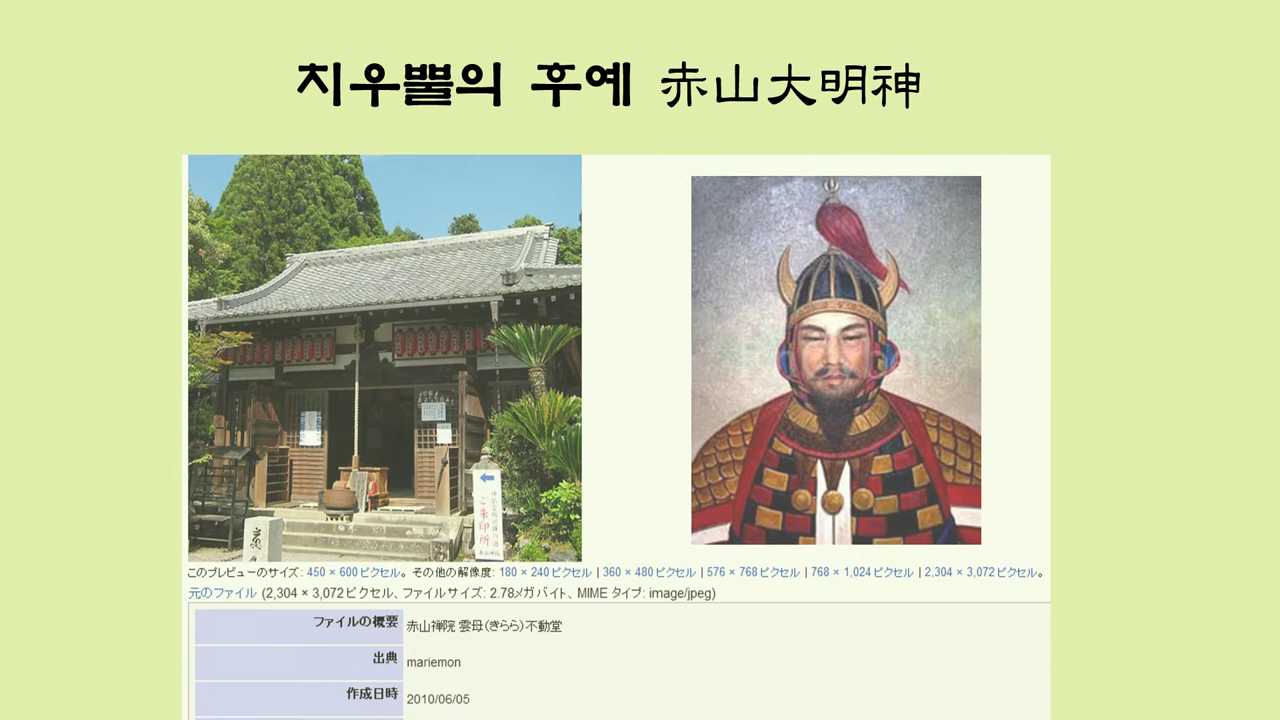 치우뿔의 후예 赤山大明神
ご朱印所
このプレビューのサイズ: 450 × 600 ピクセル。 その他の解像度: 180 × 240 ピクセル | 360 × 480 ピクセル | 576 × 768 ピクセル | 768 × 1,024 ピクセル | 2,304 × 3,072 ピクセル。
元のファイル (2,304 × 3,072 ピクセル、ファイルサイズ: 2.78メガバイト、MIME タイプ: image/jpeg)
ファイルの概要 赤山禅院 雲母(きらら)不動堂
出典 mariemon
作成日時 2010/06/05